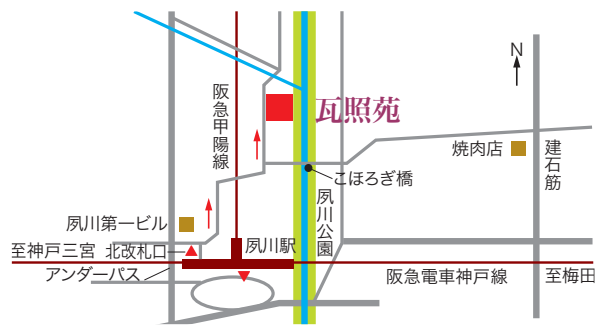 N
阪急甲陽線
瓦照苑
焼肉店
建石筋
こほろぎ橋
夙川公園
夙川第一ビル
夙川駅
至神戸三宮
北改札口
アンダーパス
阪急電車神戸線
至梅田